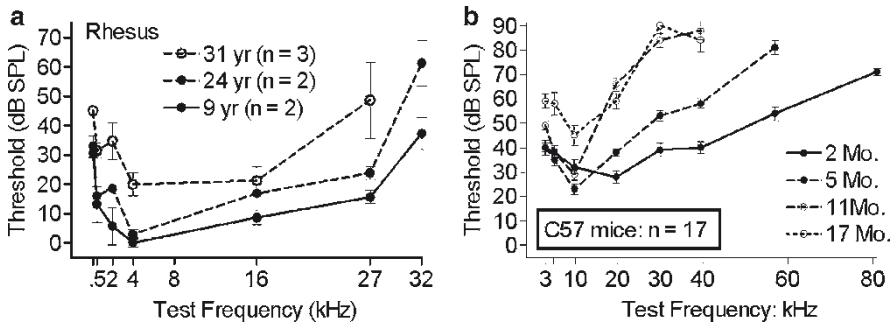 a
Rhesus
31 yr (n = 3)
24 yr (n = 2)
9 yr (n = 2)
Threshold (dB SPL)
70
60
50
40
30
20
10
0
.5 2 4 8 16 27 32
Test Frequency (kHz)
b
Threshold (dB SPL)
90
80
70
60
50
40
30
20
10
0
2 Mo.
5 Mo.
11Mo.
17 Mo.
C57 mice: n = 17
3 10 20 30 40 60 80
Test Frequency: kHz